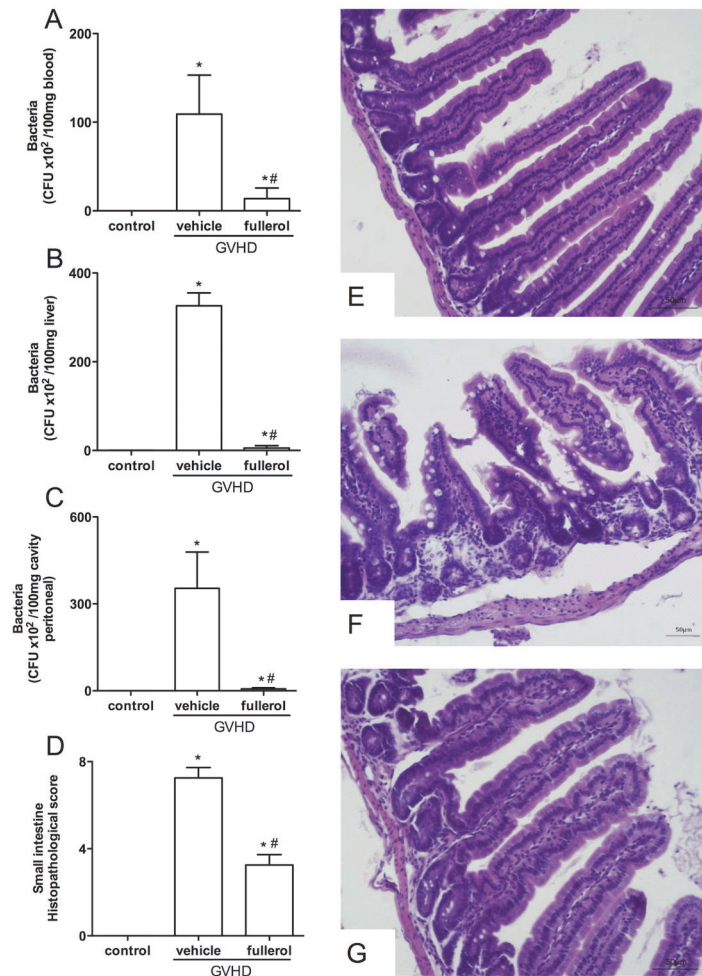 A
Bacteria
(CFU x10² /100mg blood)
200
100
0
*
*#
control vehicle fullerol
GVHD
B
Bacteria
(CFU x10² /100mg liver)
400
200
0
*
*#
control vehicle fullerol
GVHD
C
Bacteria
(CFU x10² /100mg cavity
peritoneal)
600
300
0
*
*#
control vehicle fullerol
GVHD
D
Small intestine
Histopathological score
8
4
0
*
*#
control vehicle fullerol
GVHD
E
50µm
F
50µm
G